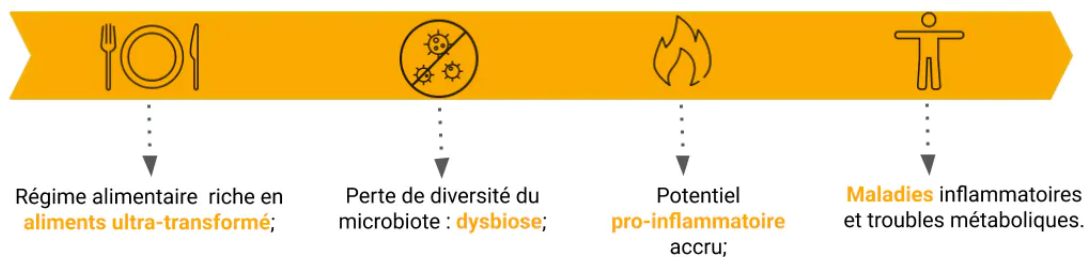 Régime alimentaire riche en
aliments ultra-transformé;
Perte de diversité du
microbiote : dysbiose;
Potentiel
pro-inflammatoire
accru;
Maladies inflammatoires
et troubles métaboliques.